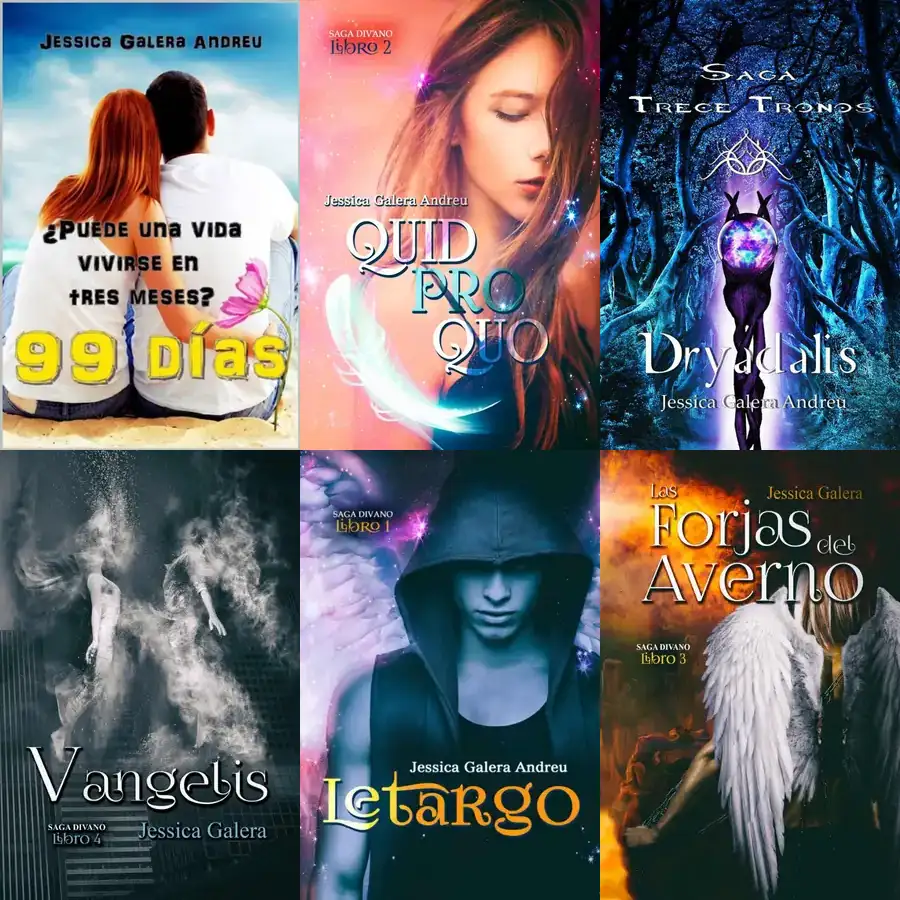 Jessica Galera Andreu
¿Puede una vida
vivirse en
tres meses?
99 Días
SAGA DIVANO
Libro 2
Jessica Galera Andreu
QUID
PRO
QUO
Saga
Trece Tronos
Dryadalis
Jessica Galera Andreu
Vangelis
SAGA DIVANO
Libro 4
Jessica Galera
SAGA DIVANO
Libro 1
Jessica Galera Andreu
Letargo
Las
Jessica Galera
Forjas
del
Averno
SAGA DIVANO
Libro 3